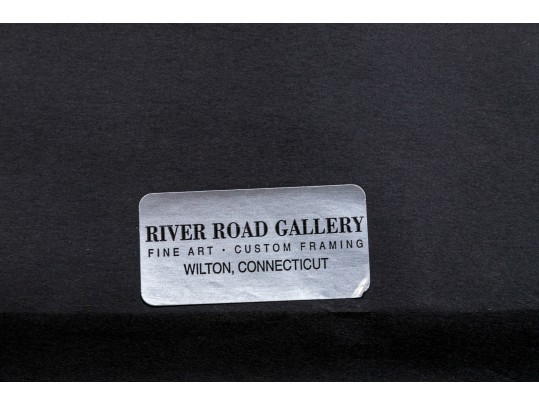 RIVER ROAD GALLERY
FINE ART · CUSTOM FRAMING
WILTON, CONNECTICUT